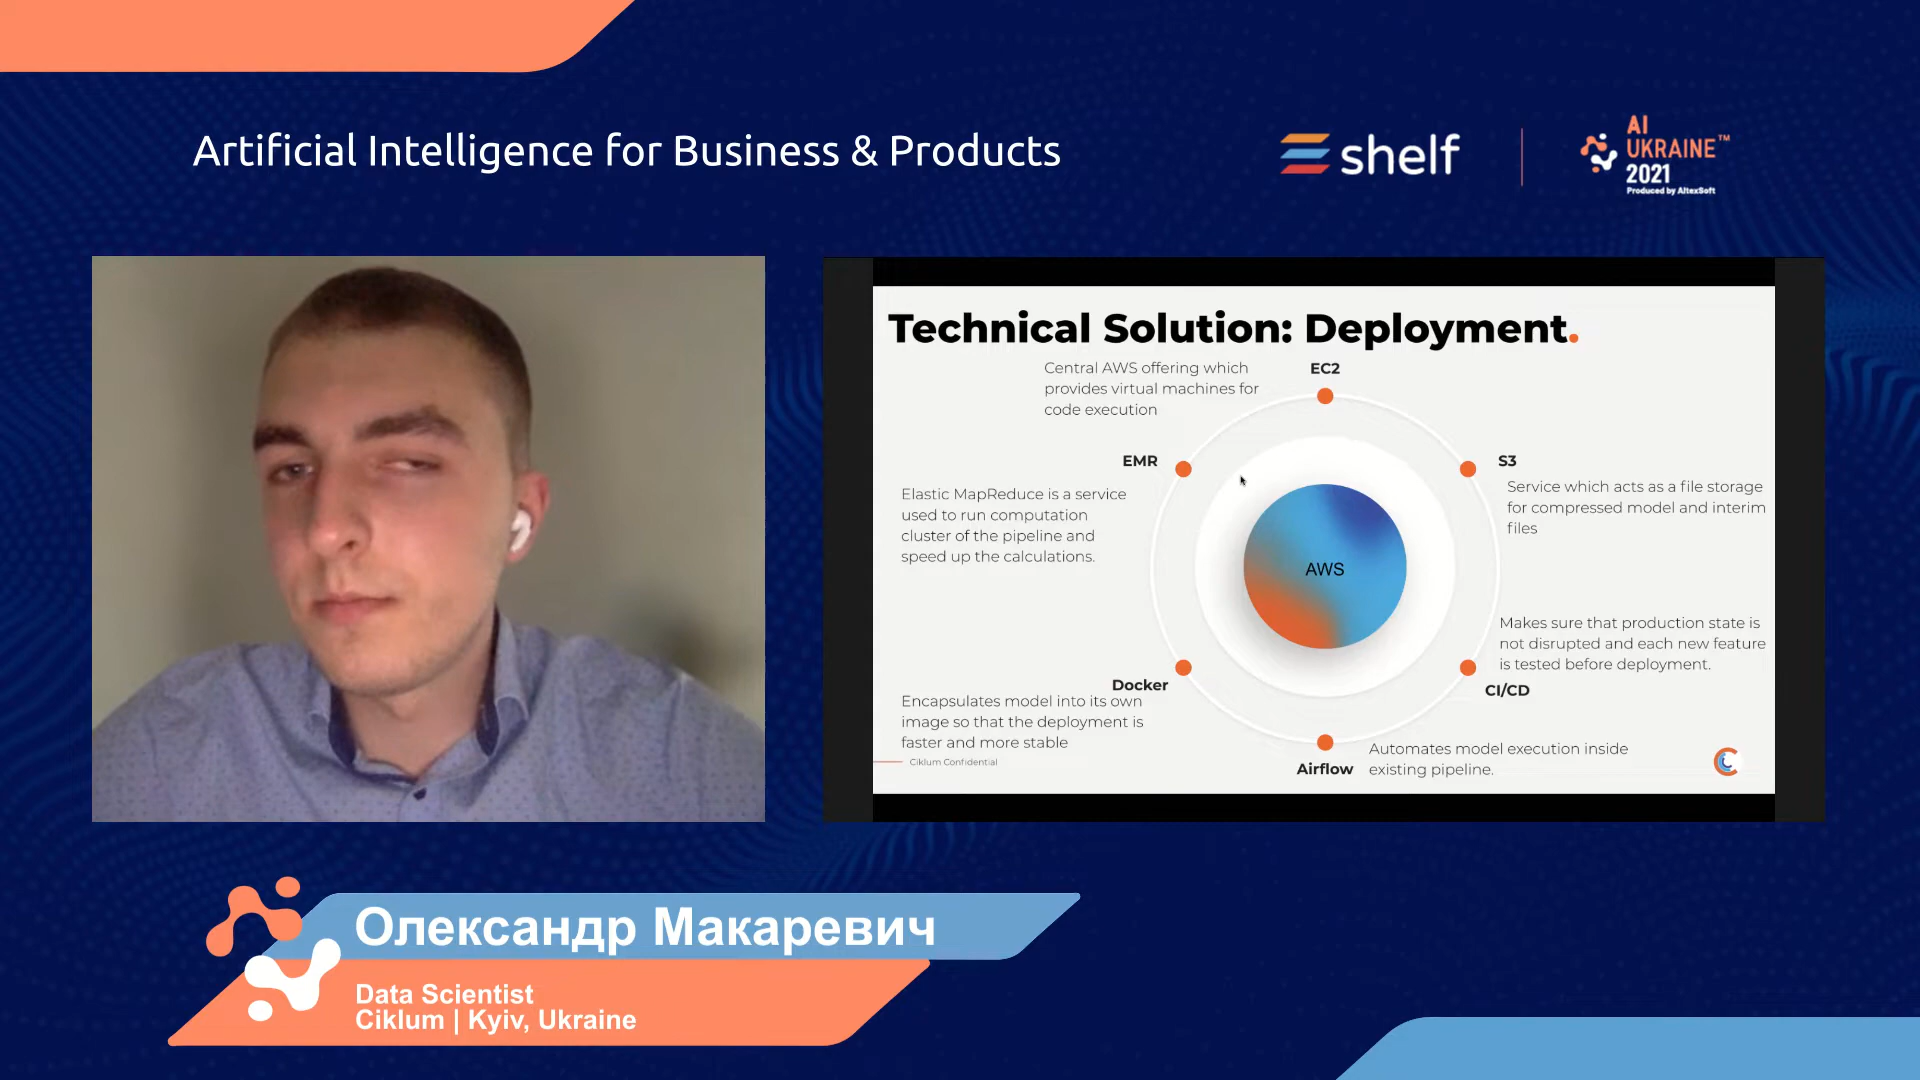 Artificial Intelligence for Business & Products
shelf
AI
UKRAINE™
2021
Produced by AltexSoft
Technical Solution: Deployment.
Central AWS offering which
provides virtual machines for
code execution
EC2
EMR
Elastic MapReduce is a service
used to run computation
cluster of the pipeline and
speed up the calculations.
S3
Service which acts as a file storage
for compressed model and interim
files
AWS
Makes sure that production state is
not disrupted and each new feature
is tested before deployment.
CI/CD
Docker
Encapsulates model into its own
image so that the deployment is
faster and more stable
Airflow
Automates model execution inside
existing pipeline.
Ciklum Confidential
Олександр Макаревич
Data Scientist
Ciklum | Kyiv, Ukraine